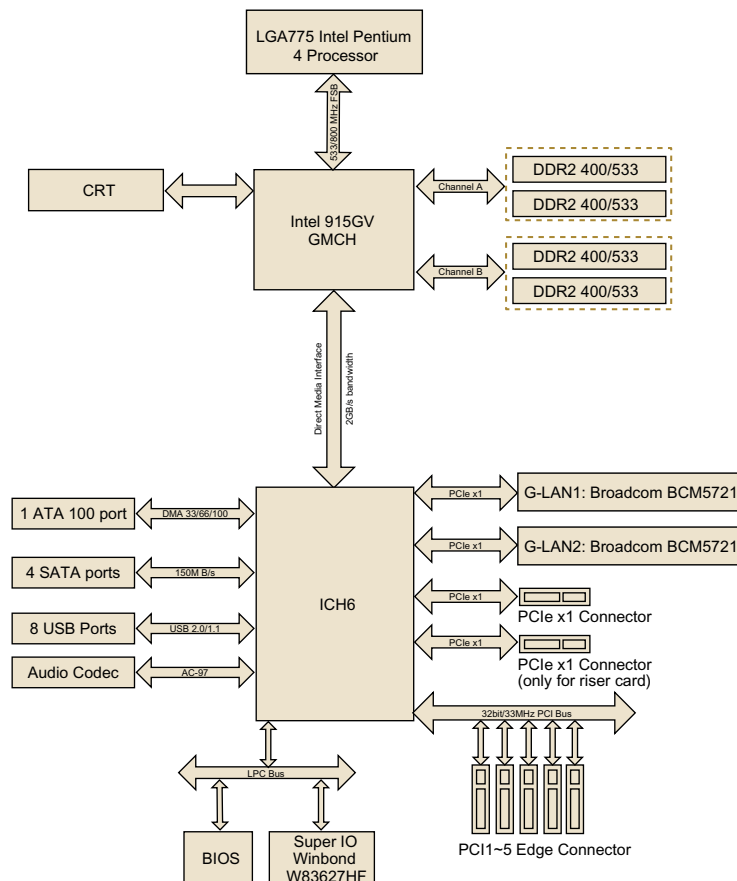 LGA775 Intel Pentium
4 Processor
533/800 MHz FSB
CRT
Intel 915GV
GMCH
Channel A
DDR2 400/533
DDR2 400/533
Channel B
DDR2 400/533
DDR2 400/533
Direct Media Interface
2GB/s bandwidth
1 ATA 100 port
DMA 33/66/100
4 SATA ports
150M B/s
8 USB Ports
USB 2.0/1.1
Audio Codec
AC-97
ICH6
PCIe x1
G-LAN1: Broadcom BCM5721
PCIe x1
G-LAN2: Broadcom BCM5721
PCIe x1
PCIe x1 Connector
PCIe x1
PCIe x1 Connector
(only for riser card)
32bit/33MHz PCI Bus
PCI1~5 Edge Connector
LPC Bus
BIOS
Super IO
Winbond
W83627HF